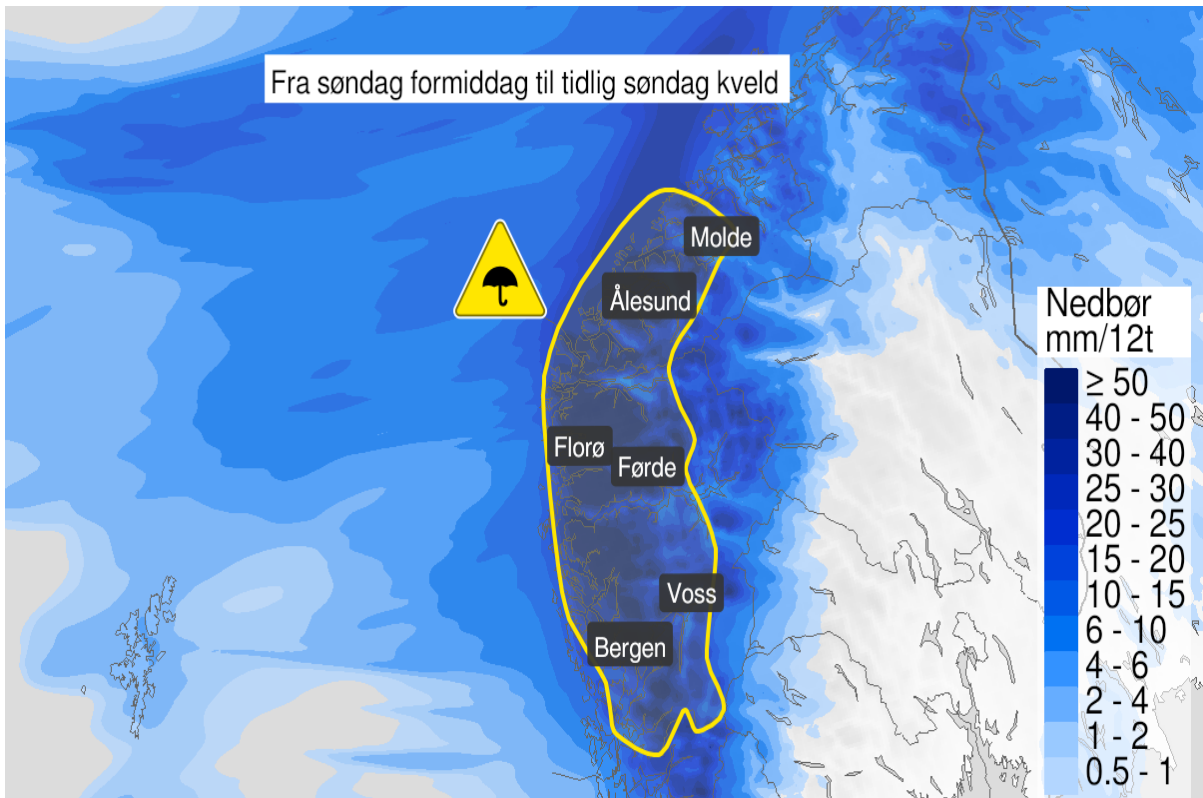 Fra søndag formiddag til tidlig søndag kveld
Molde
Ålesund
Florø
Førde
Voss
Bergen
Nedbør
mm/12t
≥ 50
40 - 50
30 - 40
25 - 30
20 - 25
15 - 20
10 - 15
6 - 10
4 - 6
2 - 4
1 - 2
0.5 - 1